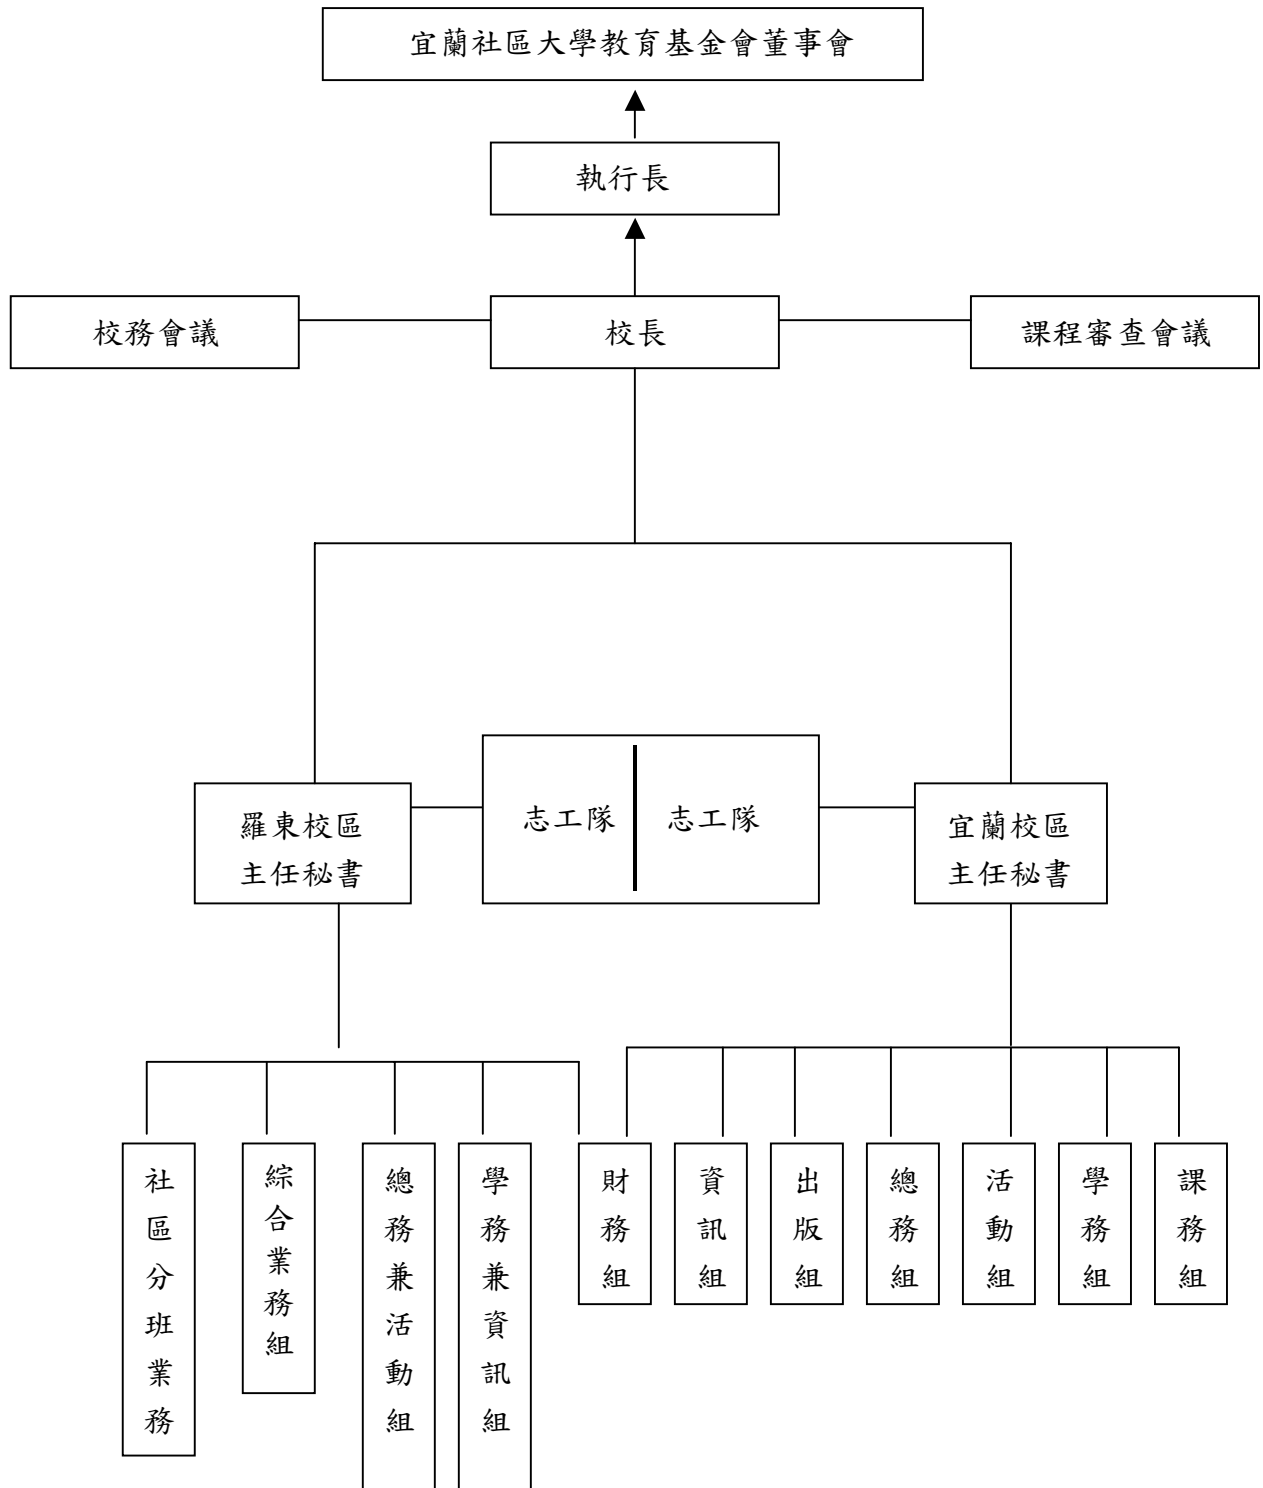 宜蘭社區大學教育基金會董事會
執行長
校務會議
校長
課程審查會議
羅東校區
主任秘書
志工隊
志工隊
宜蘭校區
主任秘書
社區分班業務
綜合業務組
總務兼活動組
學務兼資訊組
財務組
資訊組
出版組
總務組
活動組
學務組
課務組